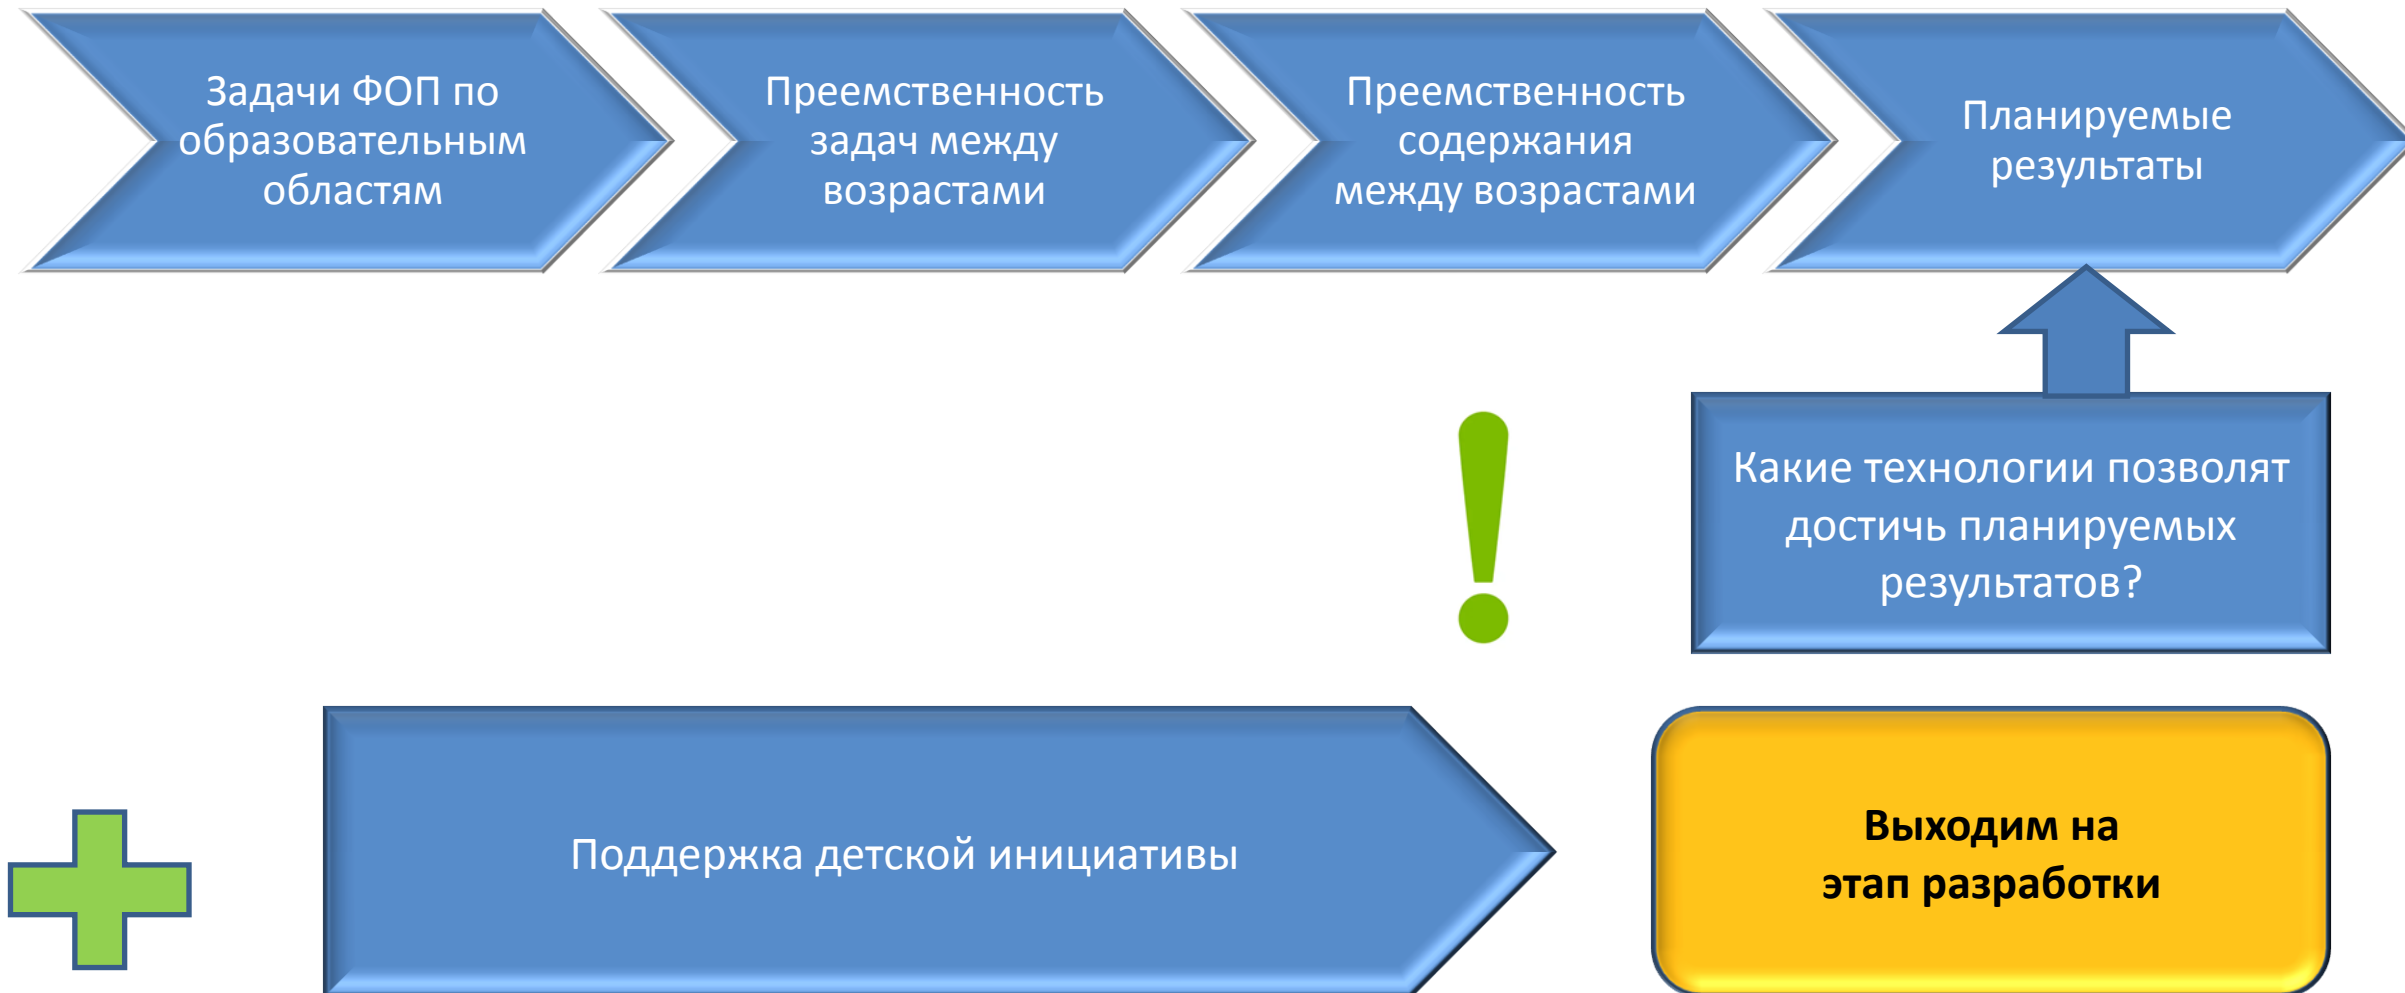 Задачи ФОП по
образовательным
областям
Преемственность
задач между
возрастами
Преемственность
содержания
между возрастами
Планируемые
результаты
!
Какие технологии позволят
достичь планируемых
результатов?
Поддержка детской инициативы
Выходим на
этап разработки